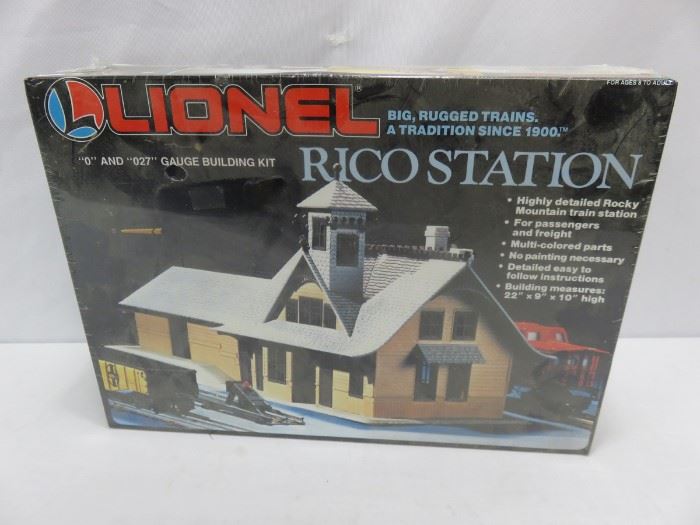 FOR AGES 8 TO ADULT
LIONEL®
BIG, RUGGED TRAINS.
A TRADITION SINCE 1900.™
"O" AND "027" GAUGE BUILDING KIT
RICO STATION
• Highly detailed Rocky
Mountain train station
• For passengers
and freight
• Multi-colored parts
• No painting necessary
• Detailed easy to
follow instructions
• Building measures:
22" x 9" x 10" high